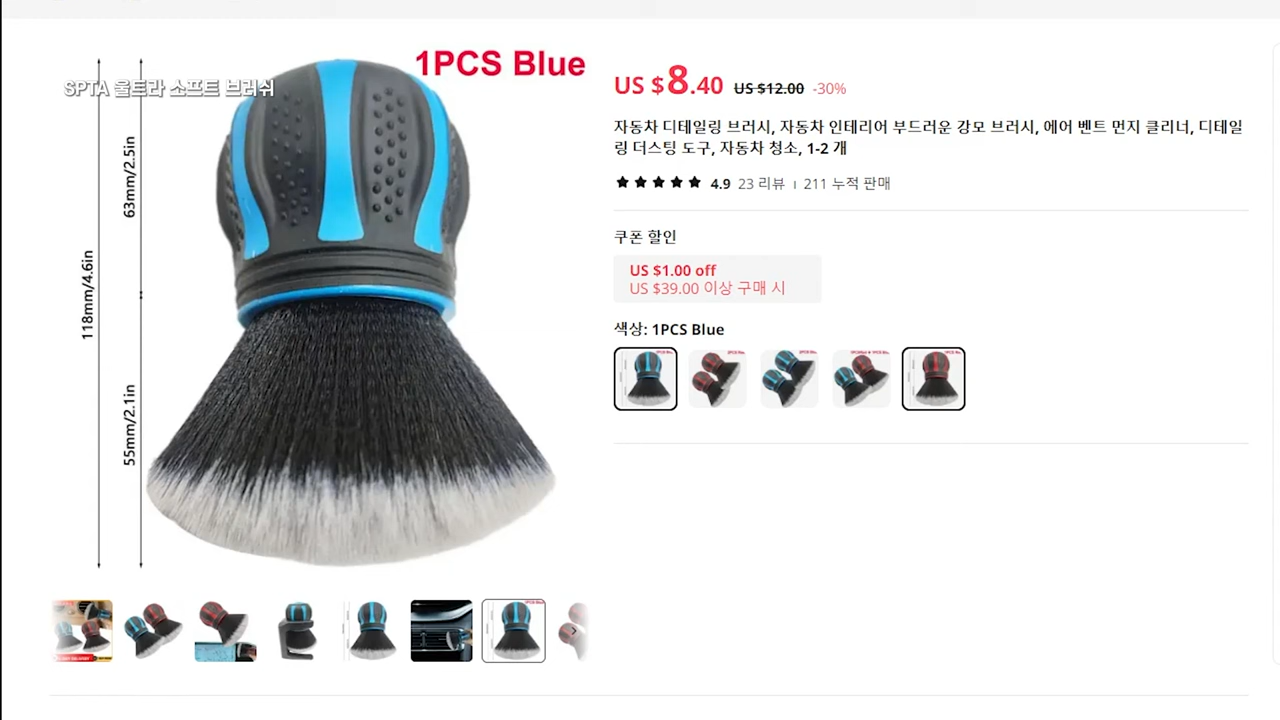 1PCS Blue
SPTA 울트라 소프트 브러쉬
63mm/2.5in
118mm/4.6in
55mm/2.1in
US $8.40 US $12.00 -30%
자동차 디테일링 브러시, 자동차 인테리어 부드러운 강모 브러시, 에어 벤트 먼지 클리너, 디테일
링 더스팅 도구, 자동차 청소, 1-2 개
4.9 23 리뷰 211 누적 판매
쿠폰 할인
US $1.00 off
US $39.00 이상 구매 시
색상: 1PCS Blue